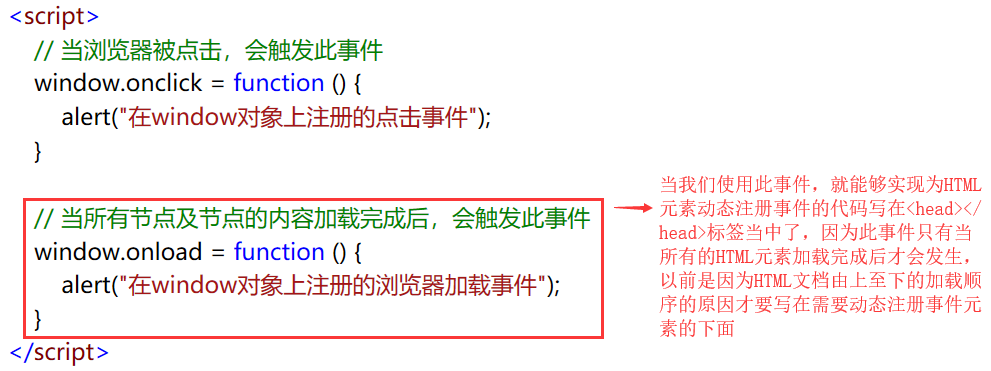 <script>
// 当浏览器被点击，会触发此事件
window.onclick = function () {
alert("在window对象上注册的点击事件");
}
// 当所有节点及节点的内容加载完成后，会触发此事件
window.onload = function () {
alert("在window对象上注册的浏览器加载事件");
}
</script>
当我们使用此事件，就能够实现为HTML
元素动态注册事件的代码写在<head></
head>标签当中了，因为此事件只有当
所有的HTML元素加载完成后才会发生，
以前是因为HTML文档由上至下的加载顺
序的原因才要写在需要动态注册事件元
素的下面